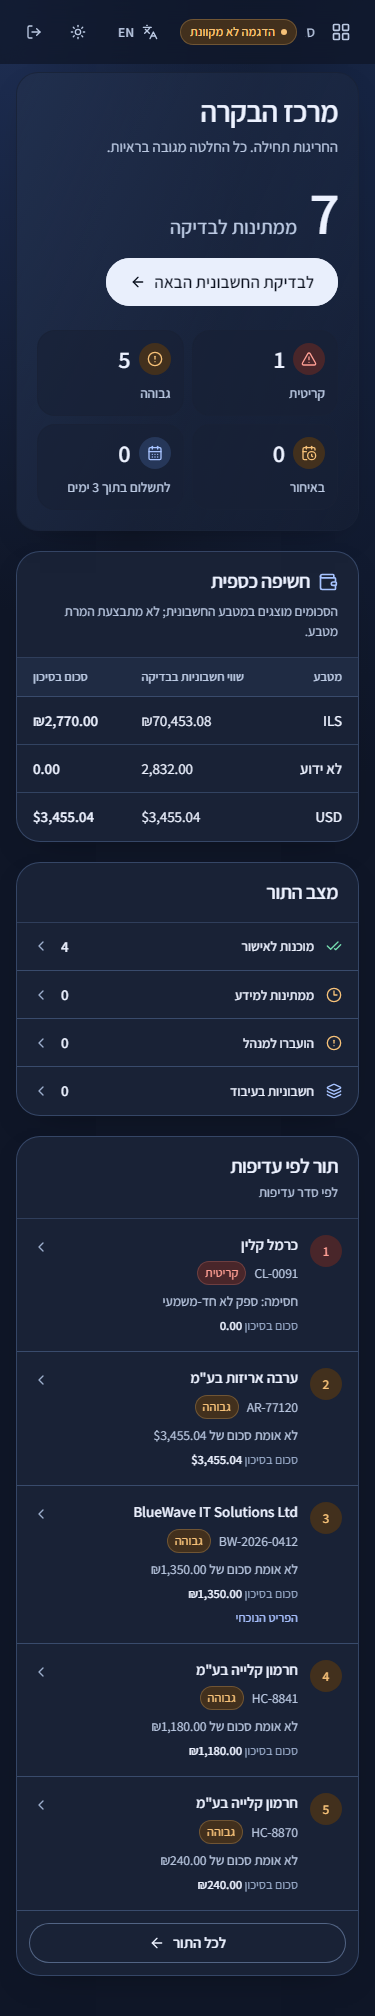 ס
הדגמה לא מקוונת
EN
מרכז הבקרה
החריגות תחילה. כל החלטה מגובה בראיות.
7 ממתינות לבדיקה
לבדיקת החשבונית הבאה
1
קריטית
5
גבוהה
0
באיחור
0
לתשלום בתוך 3 ימים
חשיפה כספית
הסכומים מוצגים במטבע החשבונית; לא מתבצעת המרת
מטבע.
מטבע שווי חשבוניות בבדיקה סכום בסיכון
ILS ₪70,453.08 ₪2,770.00
לא ידוע 2,832.00 0.00
USD $3,455.04 $3,455.04
מצב התור
מוכנות לאישור 4
ממתינות למידע 0
הועברו למנהל 0
חשבוניות בעיבוד 0
תור לפי עדיפות
לפי סדר עדיפות
1 כרמל קלין
CL-0091 קריטית
חסימה: ספק לא חד-משמעי
סכום בסיכון 0.00
2 ערבה אריזות בע"מ
AR-77120 גבוהה
לא אומת סכום של $3,455.04
סכום בסיכון $3,455.04
3 BlueWave IT Solutions Ltd
BW-2026-0412 גבוהה
לא אומת סכום של ₪1,350.00
סכום בסיכון ₪1,350.00
הפריט הנוכחי
4 חרמון קלייה בע"מ
HC-8841 גבוהה
לא אומת סכום של ₪1,180.00
סכום בסיכון ₪1,180.00
5 חרמון קלייה בע"מ
HC-8870 גבוהה
לא אומת סכום של ₪240.00
סכום בסיכון ₪240.00
לכל התור